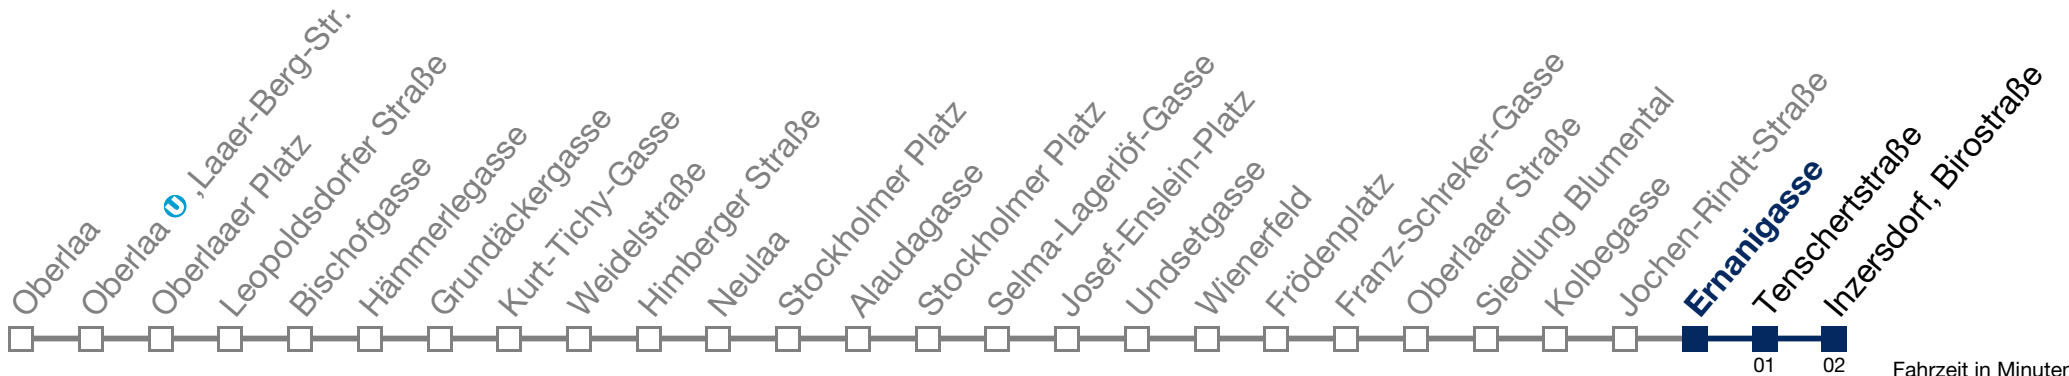 Oberlaa
Oberlaa U ,Laaer-Berg-Str.
Oberlaaer Platz
Leopoldsdorfer Straße
Bischofgasse
Hämmerlegasse
Grundäckergasse
Kurt-Tichy-Gasse
Weidelstraße
Himberger Straße
Neulaa
Stockholmer Platz
Alaudagasse
Stockholmer Platz
Selma-Lagerlöf-Gasse
Josef-Enslein-Platz
Undsetgasse
Wienerfeld
Frödenplatz
Franz-Schreker-Gasse
Oberlaaer Straße
Siedlung Blumental
Kolbegasse
Jochen-Rindt-Straße
Ernanigasse
Tenschertstraße
Inzersdorf, Birostraße
01 02 Fahrzeit in Minuten